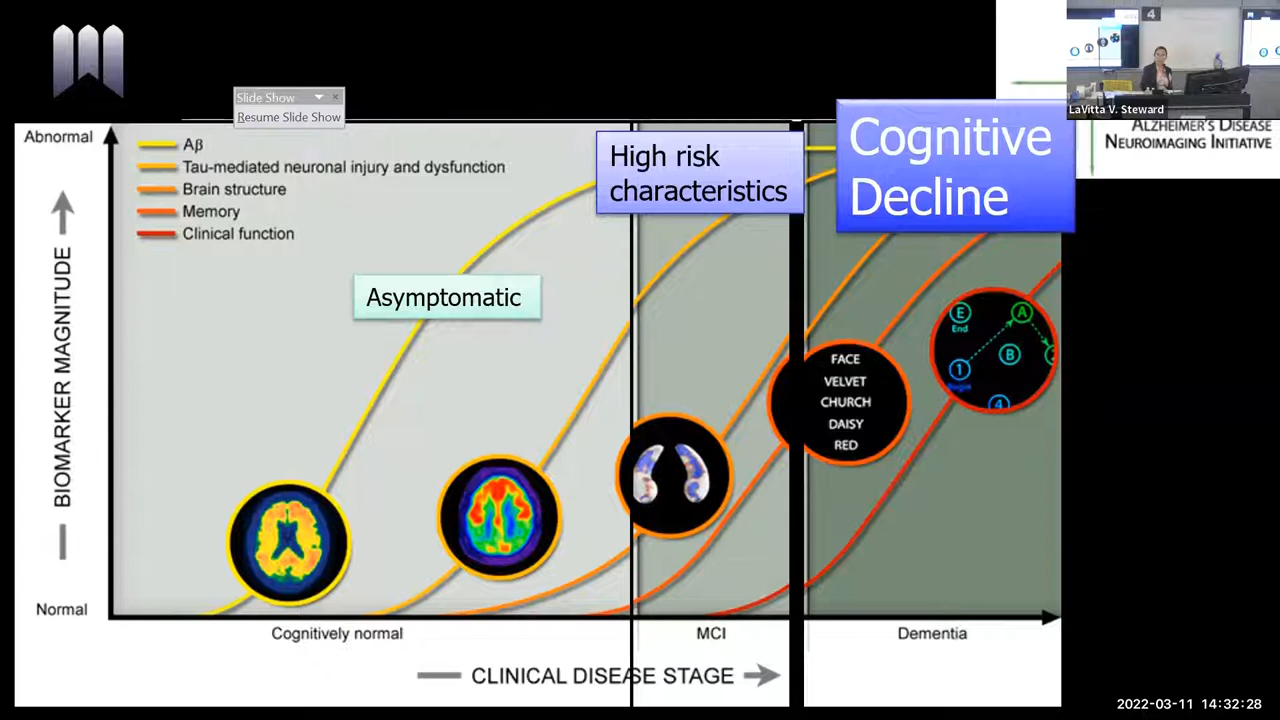 4
LaVitta V. Steward
Slide Show
Resume Slide Show
ALZHEIMER'S DISEASE
NEUROIMAGING INITIATIVE
Abnormal
Aβ
Tau-mediated neuronal injury and dysfunction
Brain structure
Memory
Clinical function
High risk
characteristics
Cognitive
Decline
Asymptomatic
BIOMARKER MAGNITUDE
E
End
A
B
1
4
FACE
VELVET
CHURCH
DAISY
RED
Normal
Cognitively normal
MCI
Dementia
CLINICAL DISEASE STAGE
2022-03-11 14:32:28